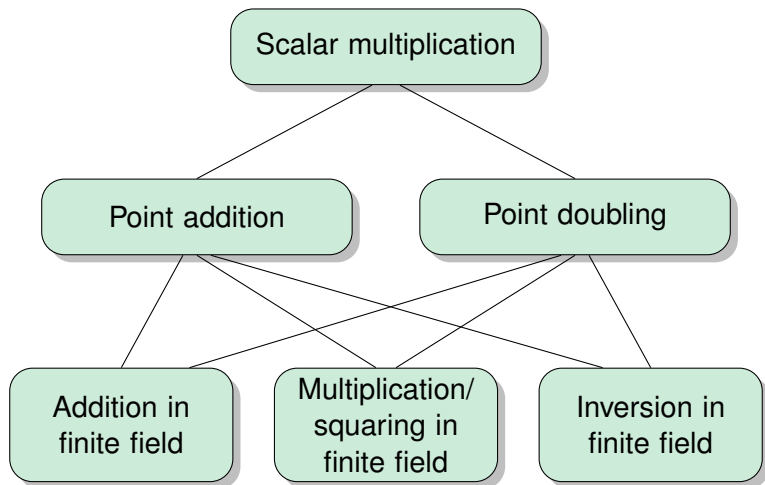 Scalar multiplication
Point addition
Point doubling
Addition in
finite field
Multiplication/
squaring in
finite field
Inversion in
finite field